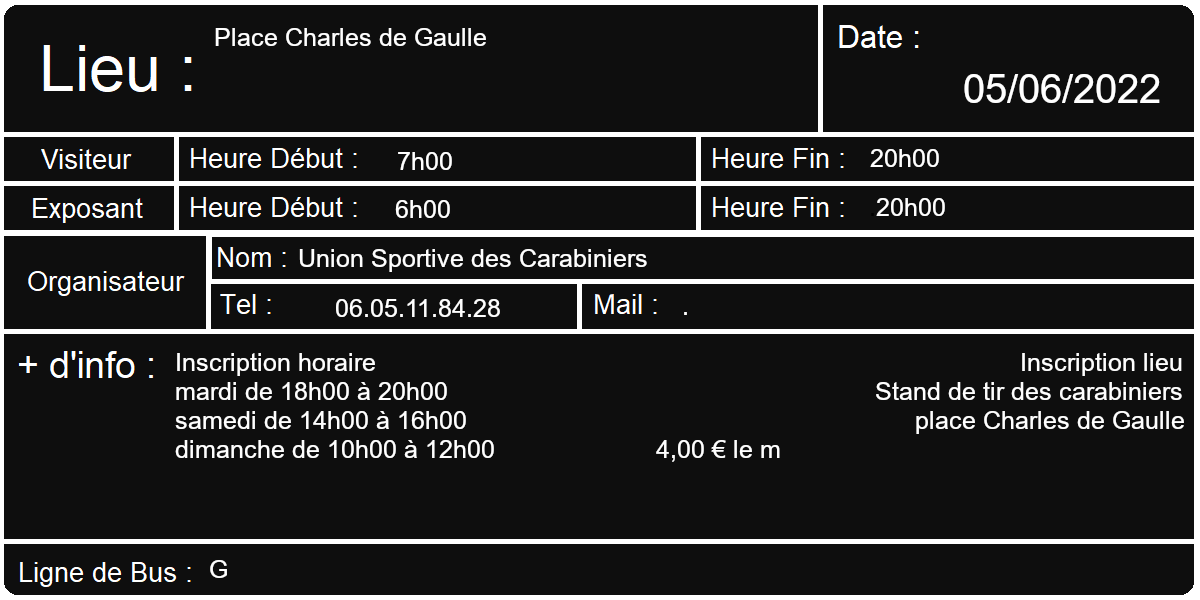 Lieu : Place Charles de Gaulle
Date :
05/06/2022
Visiteur Heure Début : 7h00 Heure Fin : 20h00
Exposant Heure Début : 6h00 Heure Fin : 20h00
Organisateur
Nom : Union Sportive des Carabiniers
Tel : 06.05.11.84.28 Mail : .
+ d'info : Inscription horaire Inscription lieu
mardi de 18h00 à 20h00 Stand de tir des carabiniers
samedi de 14h00 à 16h00 place Charles de Gaulle
dimanche de 10h00 à 12h00 4,00 € le m
Ligne de Bus : G